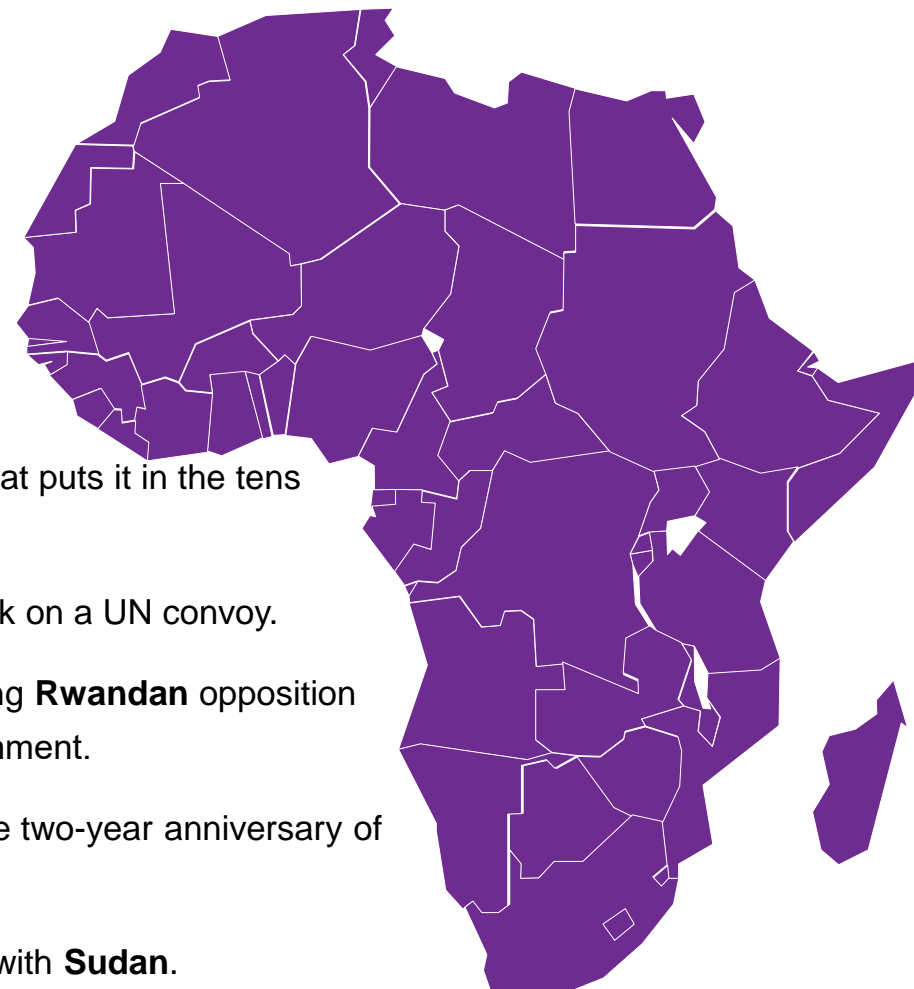 at puts it in the tens
k on a UN convoy.
ng Rwandan opposition
nment.
e two-year anniversary of
with Sudan.